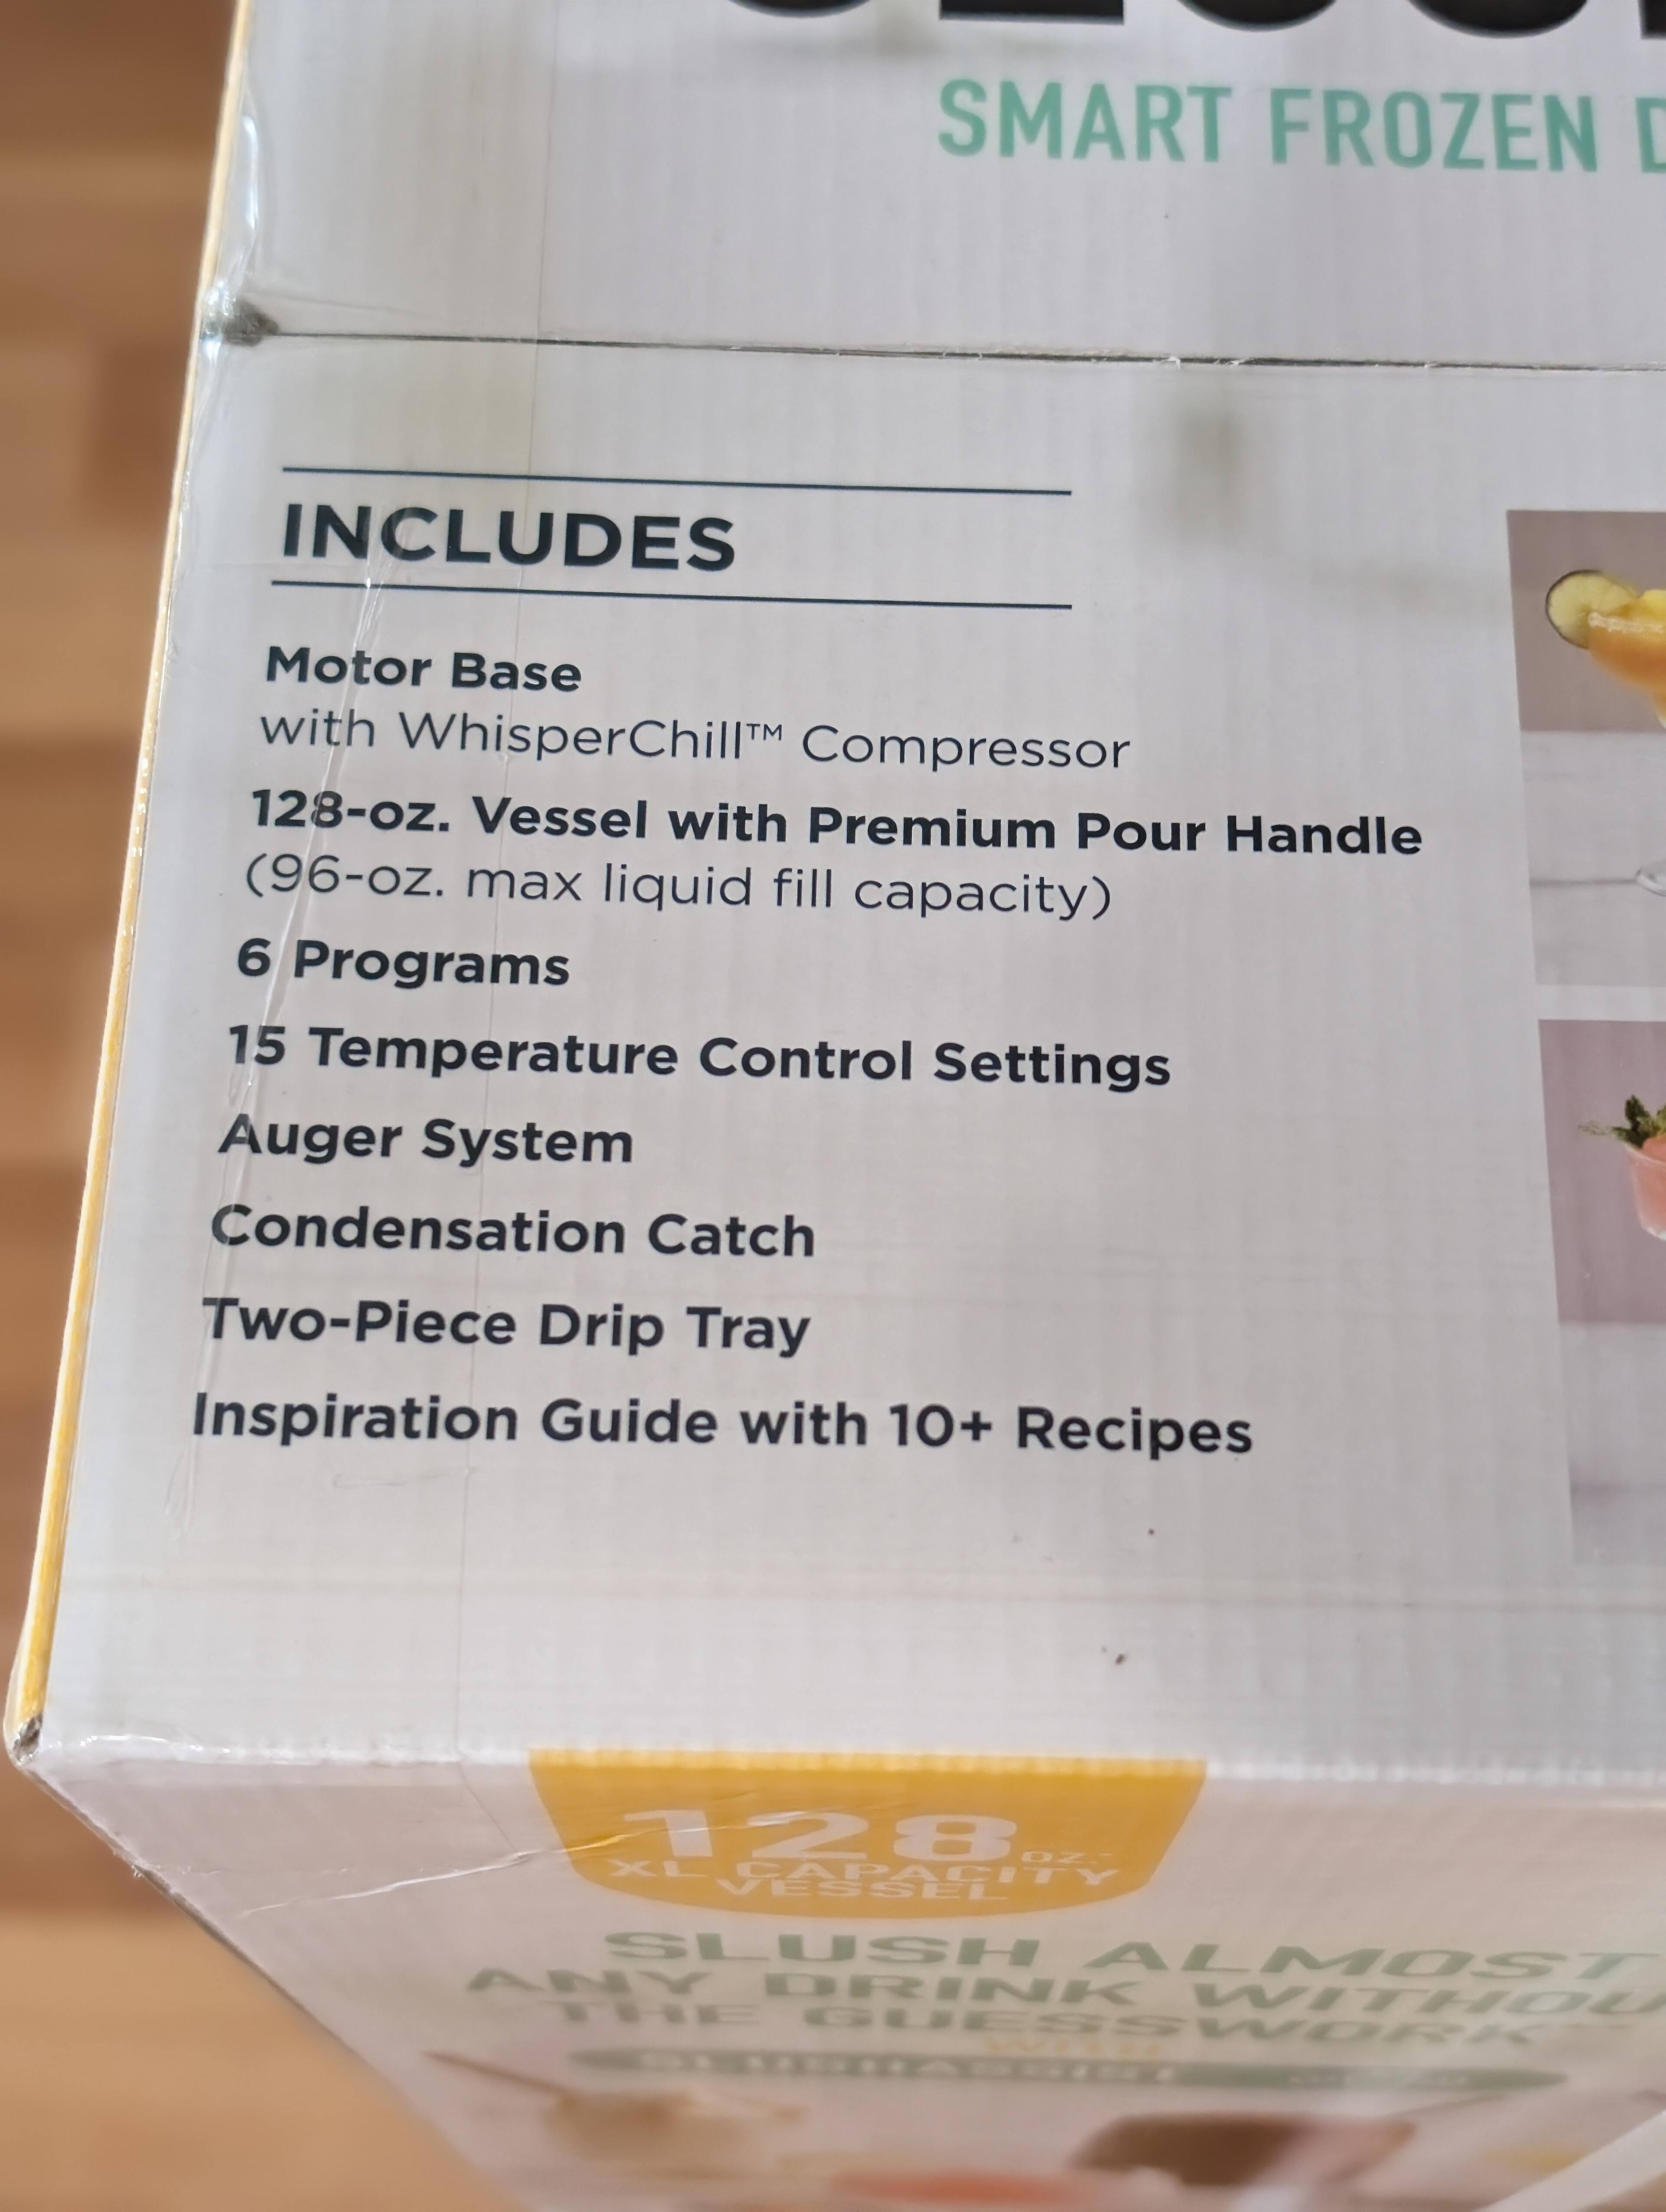 SMART FROZEN
INCLUDES
Motor Base
with WhisperChill™ Compressor
128-oz. Vessel with Premium Pour Handle
(96-oz. max liquid fill capacity)
6 Programs
15 Temperature Control Settings
Auger System
Condensation Catch
Two-Piece Drip Tray
Inspiration Guide with 10+ Recipes
128 OZ.
XL CAPACITY
VESSEL
SLUSH ALMOST
ANY DRINK WITHOU
THE GUESSWORK
WITH
SLUSHASSIST